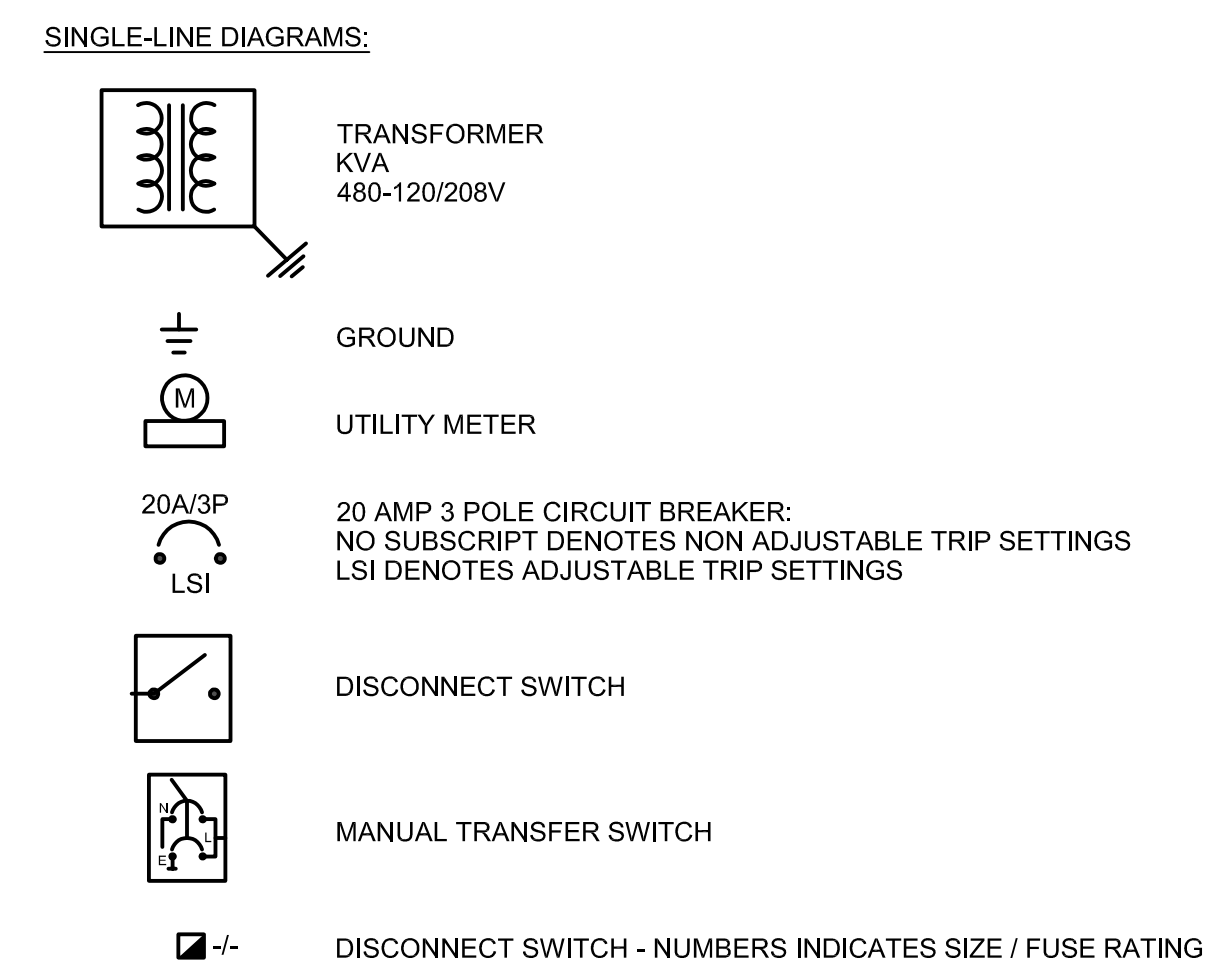 SINGLE-LINE DIAGRAMS:
TRANSFORMER
KVA
480-120/208V
GROUND
M
UTILITY METER
20A/3P
LSI
20 AMP 3 POLE CIRCUIT BREAKER:
NO SUBSCRIPT DENOTES NON ADJUSTABLE TRIP SETTINGS
LSI DENOTES ADJUSTABLE TRIP SETTINGS
DISCONNECT SWITCH
N
L
E
MANUAL TRANSFER SWITCH
-/-
DISCONNECT SWITCH - NUMBERS INDICATES SIZE / FUSE RATING